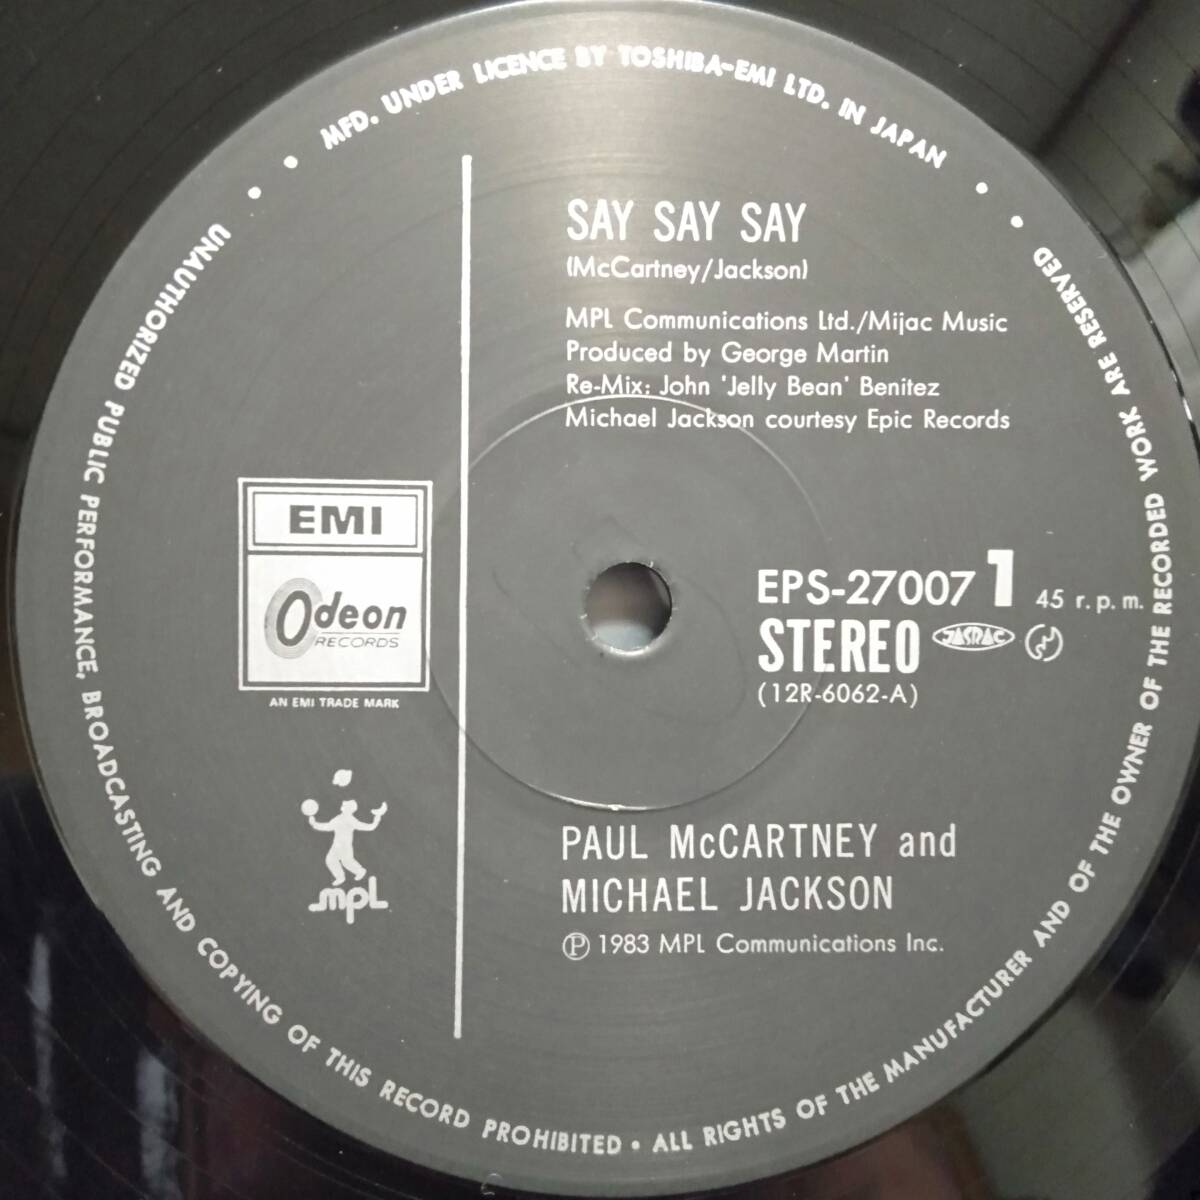 MFD. UNDER LICENCE BY TOSHIBA-EMI LTD. IN JAPAN
SAY SAY SAY
(McCartney/Jackson)
MPL Communications Ltd./Mijac Music
Produced by George Martin
Re-Mix: John 'Jelly Bean' Benitez
Michael Jackson courtesy Epic Records
EMI
Odeon
RECORDS
AN EMI TRADE MARK
EPS-27007 1 45 r.p.m.
STEREO JASRAC
(12R-6062-A)
mpL
PAUL McCARTNEY and
MICHAEL JACKSON
℗ 1983 MPL Communications Inc.
UNAUTHORIZED PUBLIC PERFORMANCE, BROADCASTING AND COPYING OF THIS RECORD PROHIBITED • ALL RIGHTS OF THE MANUFACTURER AND OF THE OWNER OF THE RECORDED WORK ARE RESERVED